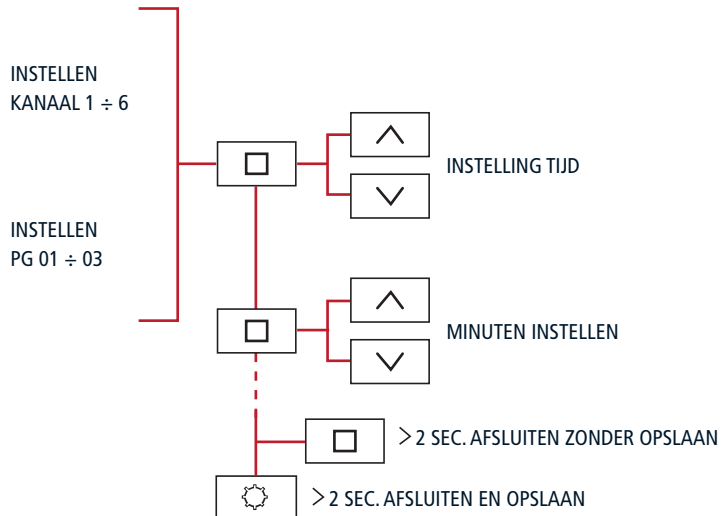 INSTELLEN
KANAAL 1 ÷ 6
INSTELLING TIJD
INSTELLEN
PG 01 ÷ 03
MINUTEN INSTELLEN
> 2 SEC. AFSLUITEN ZONDER OPSLAAN
> 2 SEC. AFSLUITEN EN OPSLAAN